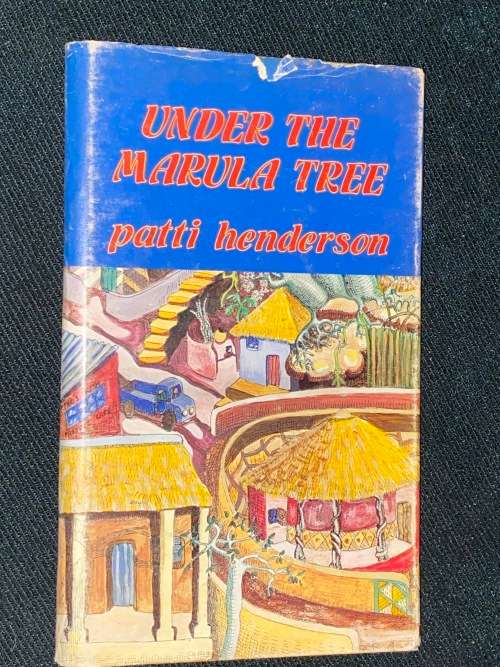 UNDER THE
MARULA TREE
patti henderson